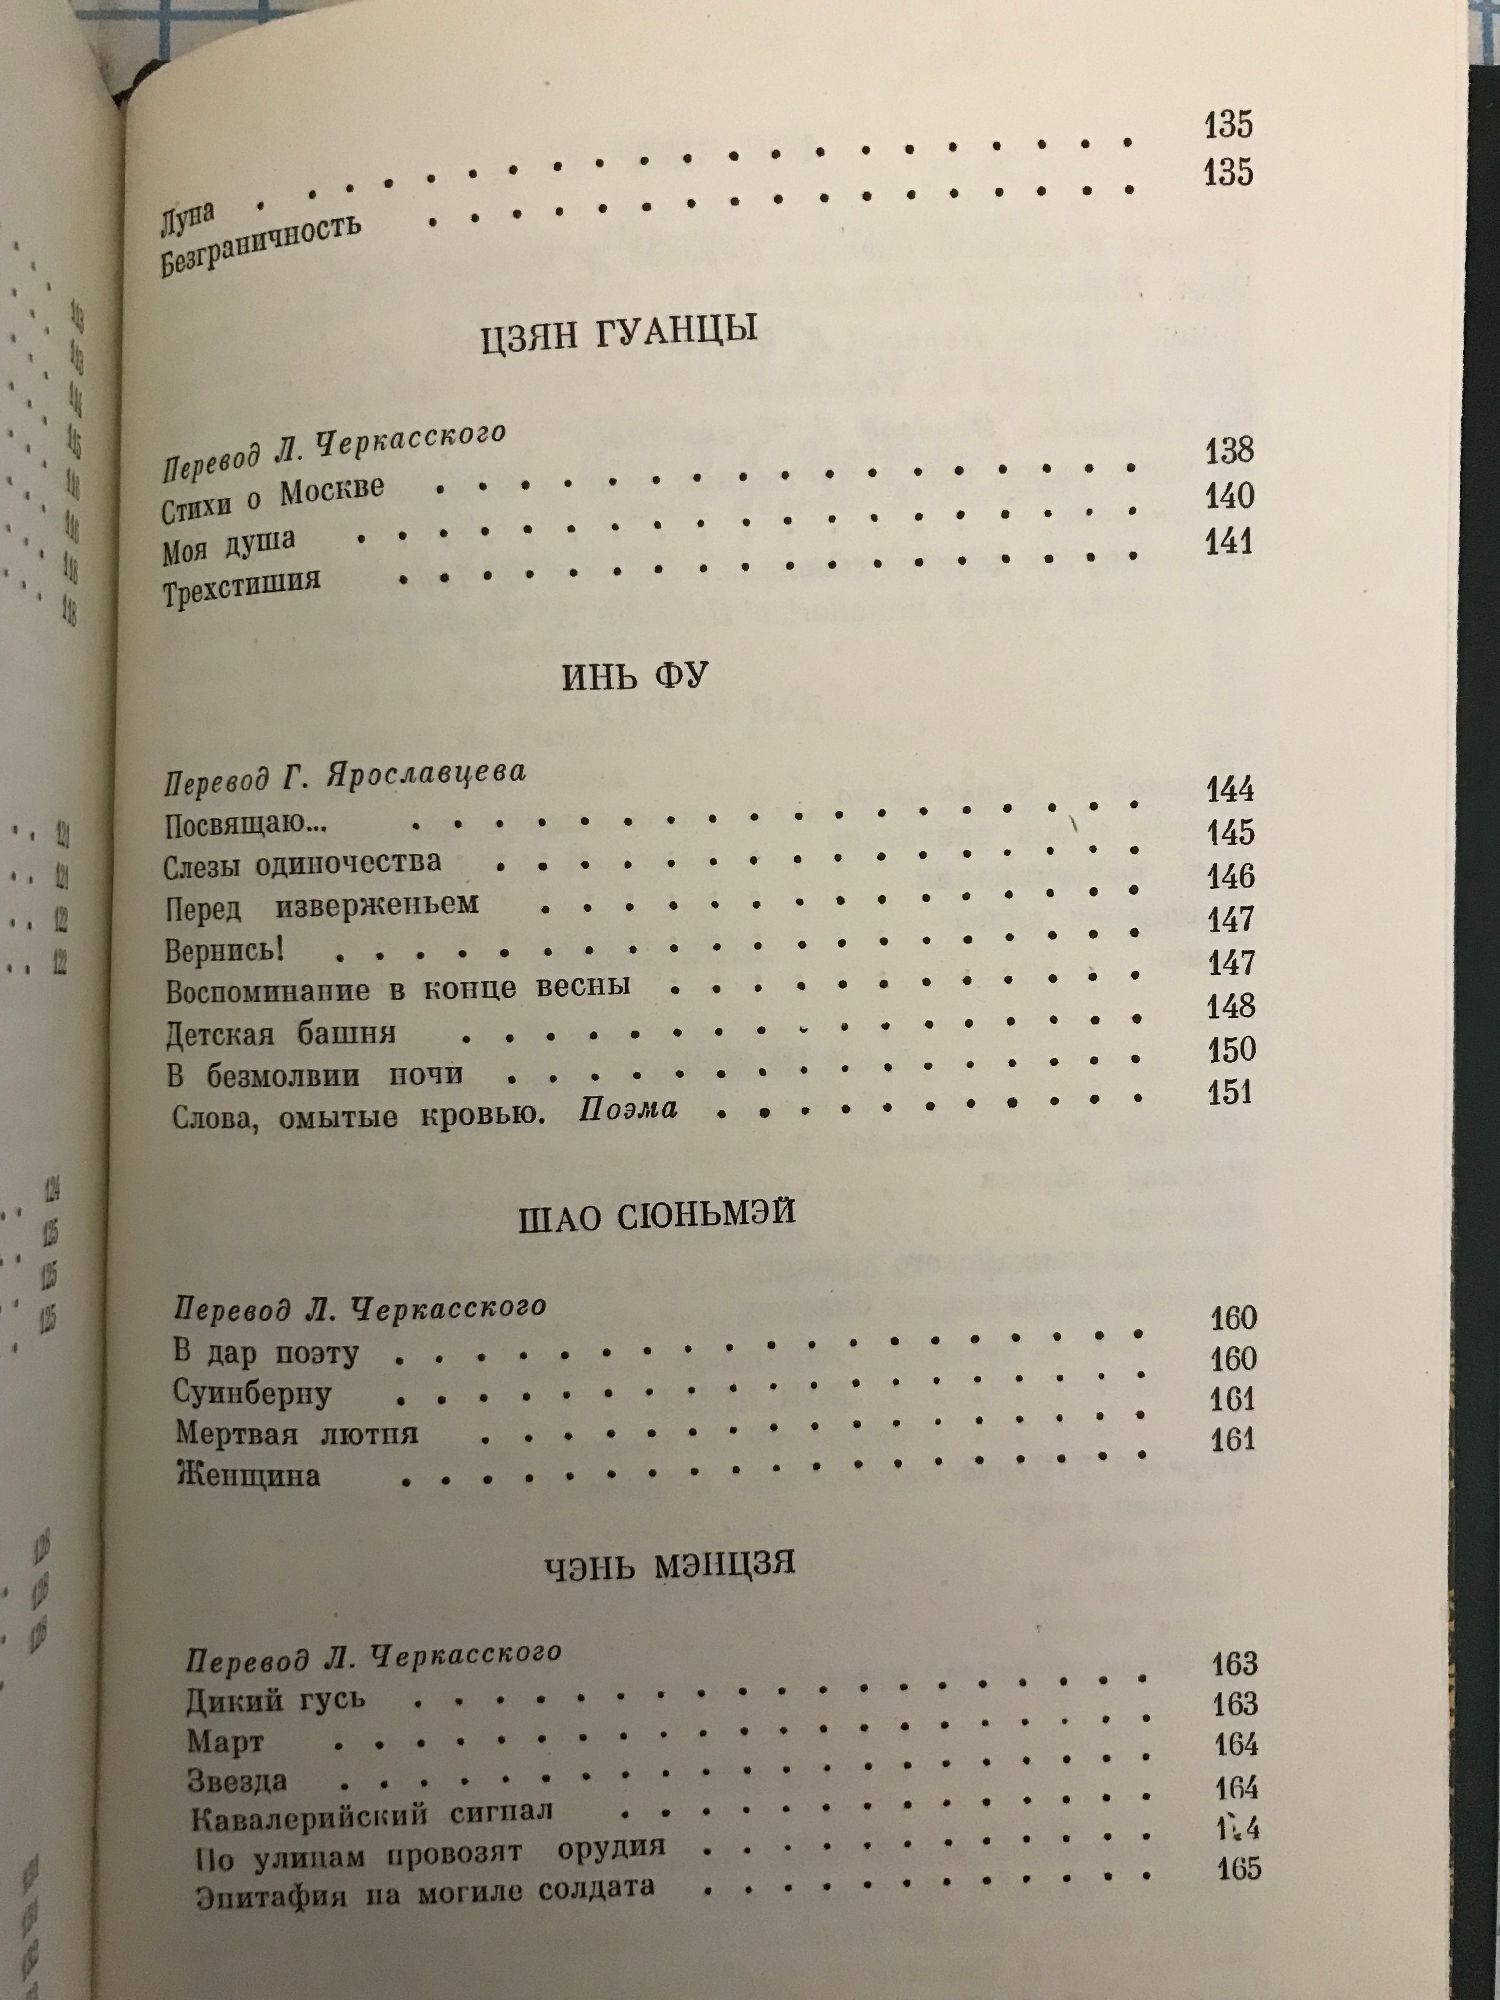 Луна . . . . . . . . . . . . . . . . . . . . 135
Безграничность . . . . . . . . . . . . . . . . . 135
ЦЗЯН ГУАНЦЫ
Перевод Л. Черкасского
Стихи о Москве . . . . . . . . . . . . . . . . . 138
Моя душа . . . . . . . . . . . . . . . . . . . 140
Трехстишия . . . . . . . . . . . . . . . . . . 141
ИНЬ ФУ
Перевод Г. Ярославцева
Посвящаю... . . . . . . . . . . . . . . . . . . 144
Слезы одиночества . . . . . . . . . . . . . . . . 145
Перед изверженьем . . . . . . . . . . . . . . . 146
Вернись! . . . . . . . . . . . . . . . . . . . . 147
Воспоминание в конце весны . . . . . . . . . . . . 147
Детская башня . . . . . . . . . . . . . . . . . 148
В безмолвии ночи . . . . . . . . . . . . . . . . 150
Слова, омытые кровью. Поэма . . . . . . . . . . . 151
ШАО СЮНЬМЭЙ
Перевод Л. Черкасского
В дар поэту . . . . . . . . . . . . . . . . . . . 160
Суинберну . . . . . . . . . . . . . . . . . . . 160
Мертвая лютня . . . . . . . . . . . . . . . . . 161
Женщина . . . . . . . . . . . . . . . . . . . 161
ЧЭНЬ МЭНЦЗЯ
Перевод Л. Черкасского
Дикий гусь . . . . . . . . . . . . . . . . . . . 163
Март . . . . . . . . . . . . . . . . . . . . . 163
Звезда . . . . . . . . . . . . . . . . . . . . . 164
Кавалерийский сигнал . . . . . . . . . . . . . . 164
По улицам провозят орудия . . . . . . . . . . . .
Эпитафия на могиле солдата . . . . . . . . . . . . 165